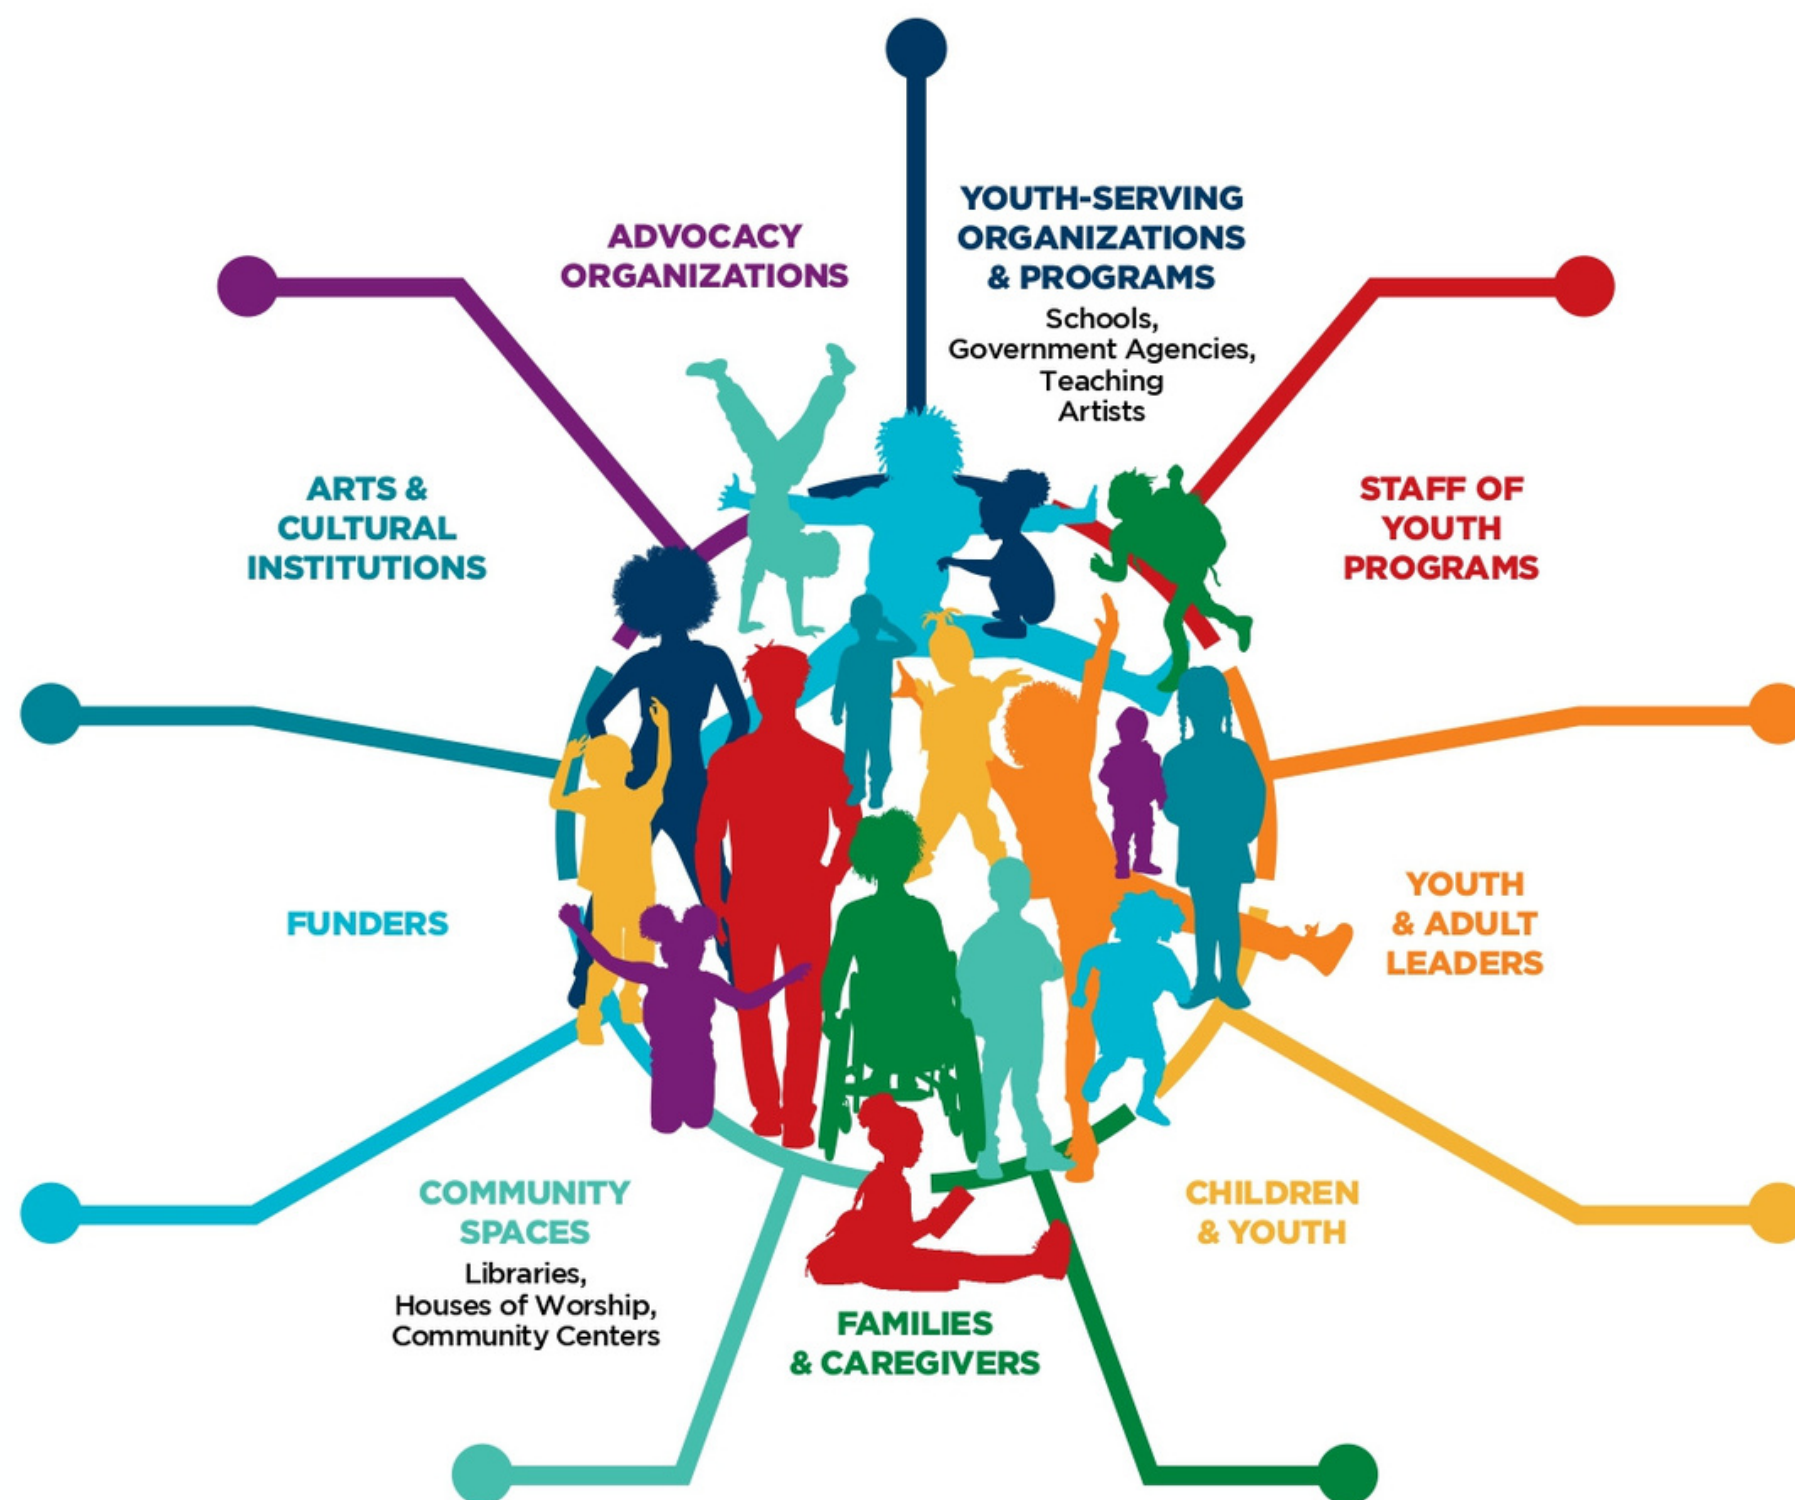 ADVOCACY
ORGANIZATIONS
YOUTH-SERVING
ORGANIZATIONS
& PROGRAMS
Schools,
Government Agencies,
Teaching
Artists
ARTS &
CULTURAL
INSTITUTIONS
STAFF OF
YOUTH
PROGRAMS
FUNDERS
YOUTH
& ADULT
LEADERS
COMMUNITY
SPACES
Libraries,
Houses of Worship,
Community Centers
CHILDREN
& YOUTH
FAMILIES
& CAREGIVERS